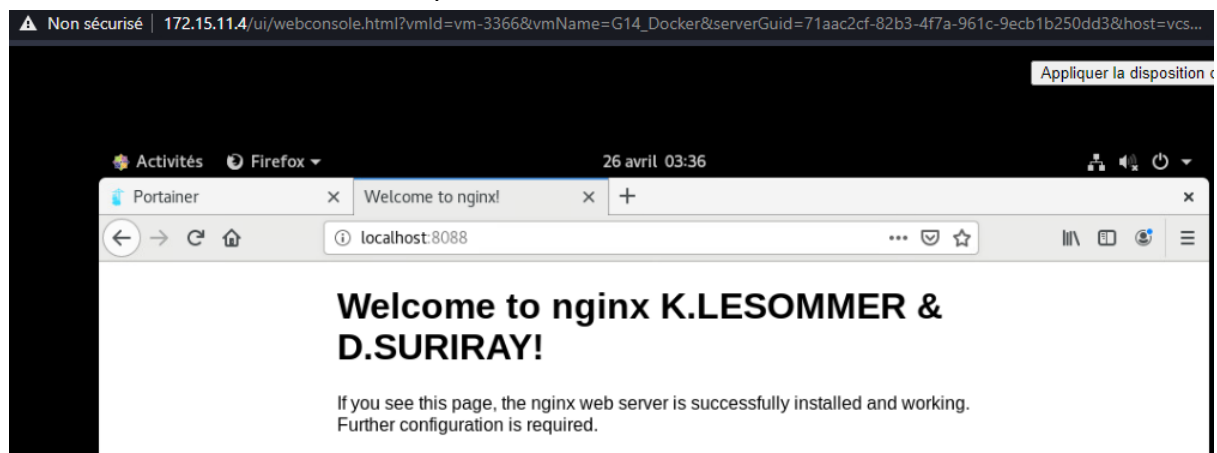 Non sécurisé | 172.15.11.4/ui/webconsole.html?vmId=vm-3366&vmName=G14_Docker&serverGuid=71aac2cf-82b3-4f7a-961c-9ecb1b250dd3&host=vcs...
Appliquer la disposition
Activités Firefox 26 avril 03:36
Portainer Welcome to nginx!
localhost:8088
Welcome to nginx K.LESOMMER &
D.SURIRAY!
If you see this page, the nginx web server is successfully installed and working.
Further configuration is required.